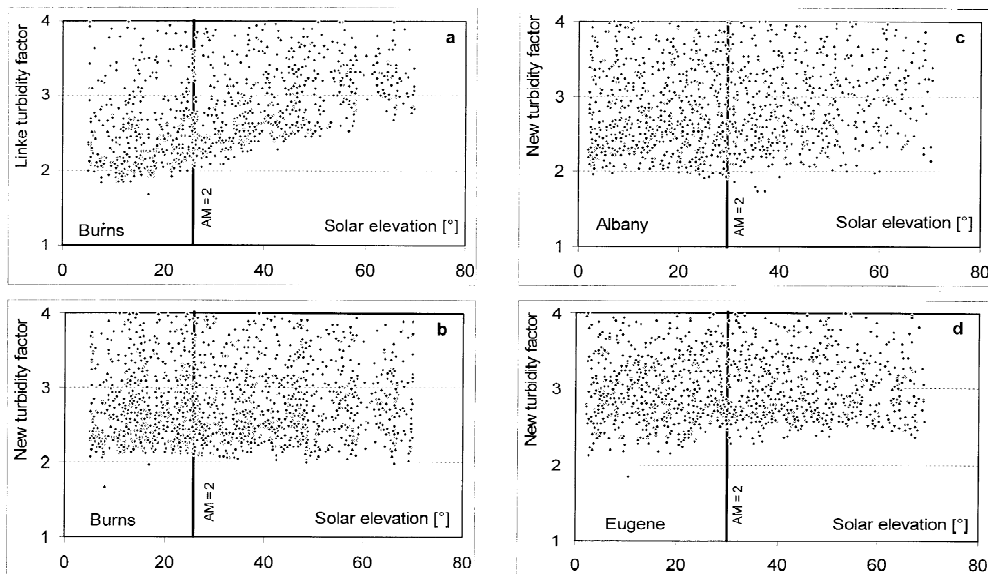 4
3
2
1
Linke turbidity factor
a
AM = 2
Burns
Solar elevation [°]
0 20 40 60 80
4
3
2
1
New turbidity factor
c
AM = 2
Albany
Solar elevation [°]
0 20 40 60 80
4
3
2
1
New turbidity factor
b
AM = 2
Burns
Solar elevation [°]
0 20 40 60 80
4
3
2
1
New turbidity factor
d
AM = 2
Eugene
Solar elevation [°]
0 20 40 60 80